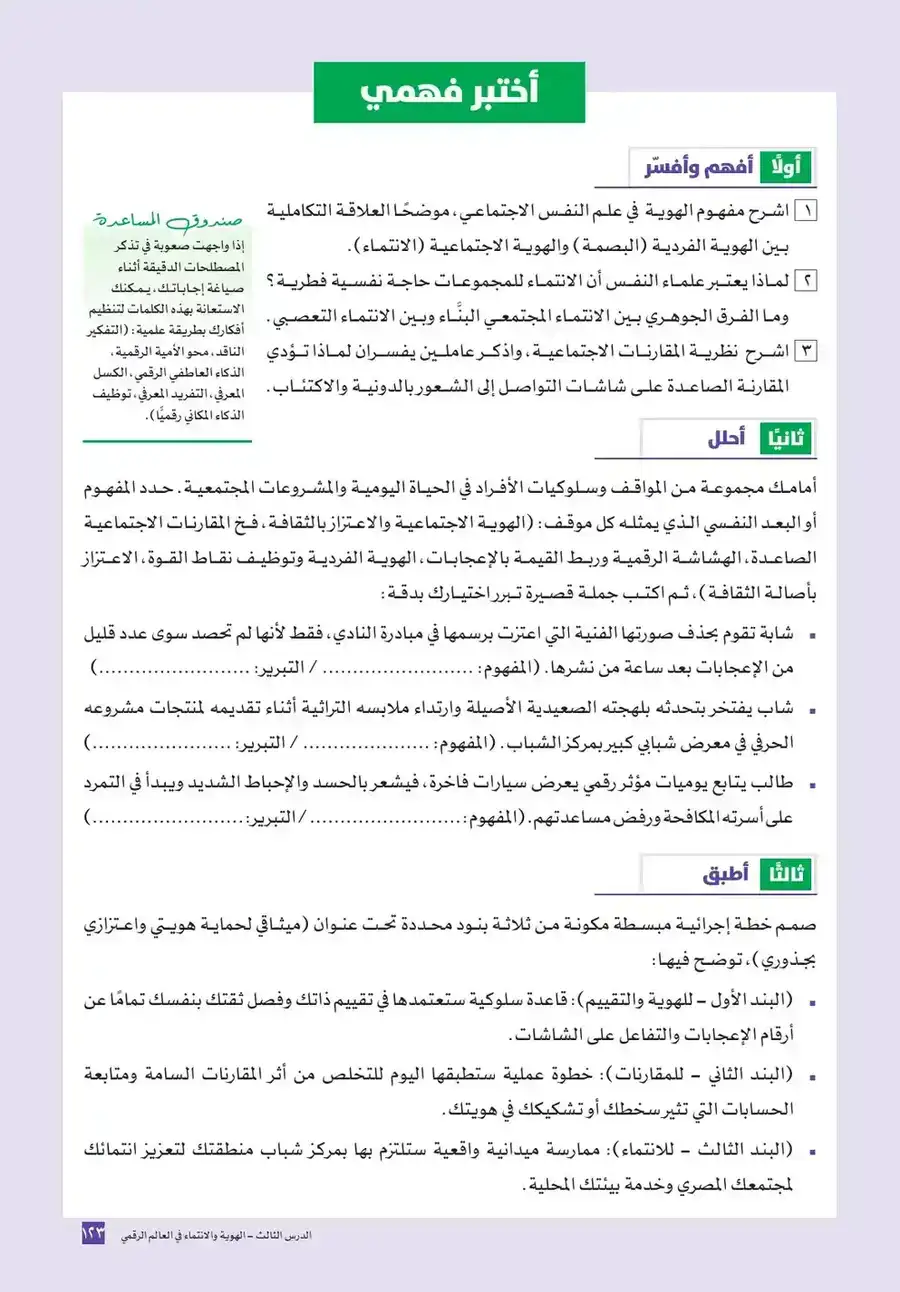 أختبر فهمي
أولًا أفهم وأفسّر
١ اشرح مفهوم الهوية في علم النفس الاجتماعي، موضحًا العلاقة التكاملية
بين الهوية الفردية (البصمة) والهوية الاجتماعية (الانتماء).
٢ لماذا يعتبر علماء النفس أن الانتماء للمجموعات حاجة نفسية فطرية؟
وما الفرق الجوهري بين الانتماء المجتمعي البنَّاء وبين الانتماء التعصبي.
٣ اشرح نظرية المقارنات الاجتماعية، واذكر عاملين يفسران لماذا تؤدي
المقارنة الصاعدة على شاشات التواصل إلى الشعور بالدونية والاكتئاب.
صندوق المساعدة
إذا واجهت صعوبة في تذكر
المصطلحات الدقيقة أثناء
صياغة إجاباتك، يمكنك
الاستعانة بهذه الكلمات لتنظيم
أفكارك بطريقة علمية: (التفكير
الناقد، محو الأمية الرقمية،
الذكاء العاطفي الرقمي، الكسل
المعرفي، التفريد المعرفي، توظيف
الذكاء المكاني رقميًا).
ثانيًا أحلل
أمامك مجموعة من المواقف وسلوكيات الأفراد في الحياة اليومية والمشروعات المجتمعية. حدد المفهوم
أو البعد النفسي الذي يمثله كل موقف: (الهوية الاجتماعية والاعتزاز بالثقافة، فخ المقارنات الاجتماعية
الصاعدة، الهشاشة الرقمية وربط القيمة بالإعجابات، الهوية الفردية وتوظيف نقاط القوة، الاعتزاز
بأصالة الثقافة)، ثم اكتب جملة قصيرة تبرر اختيارك بدقة:
▪ شابة تقوم بحذف صورتها الفنية التي اعتزت برسمها في مبادرة النادي، فقط لأنها لم تحصد سوى عدد قليل
من الإعجابات بعد ساعة من نشرها. (المفهوم: ......................... / التبرير: .........................)
▪ شاب يفتخر بتحدثه بلهجته الصعيدية الأصيلة وارتداء ملابسه التراثية أثناء تقديمه لمنتجات مشروعه
الحرفي في معرض شبابي كبير بمركز الشباب. (المفهوم: ..................... / التبرير: .......................)
▪ طالب يتابع يوميات مؤثر رقمي يعرض سيارات فاخرة، فيشعر بالحسد والإحباط الشديد ويبدأ في التمرد
على أسرته المكافحة ورفض مساعدتهم. (المفهوم:......................... /التبرير:.........................)
ثالثًا أطبق
صمم خطة إجرائية مبسطة مكونة من ثلاثة بنود محددة تحت عنوان (ميثاقي لحماية هويتي واعتزازي
بجذوري)، توضح فيها:
▪ (البند الأول – للهوية والتقييم): قاعدة سلوكية ستعتمدها في تقييم ذاتك وفصل ثقتك بنفسك تمامًا عن
أرقام الإعجابات والتفاعل على الشاشات.
▪ (البند الثاني – للمقارنات): خطوة عملية ستطبقها اليوم للتخلص من أثر المقارنات السامة ومتابعة
الحسابات التي تثير سخطك أو تشكيكك في هويتك.
▪ (البند الثالث – للانتماء): ممارسة ميدانية واقعية ستلتزم بها بمركز شباب منطقتك لتعزيز انتمائك
لمجتمعك المصري وخدمة بيئتك المحلية.
الدرس الثالث – الهوية والانتماء في العالم الرقمي ١٢٣